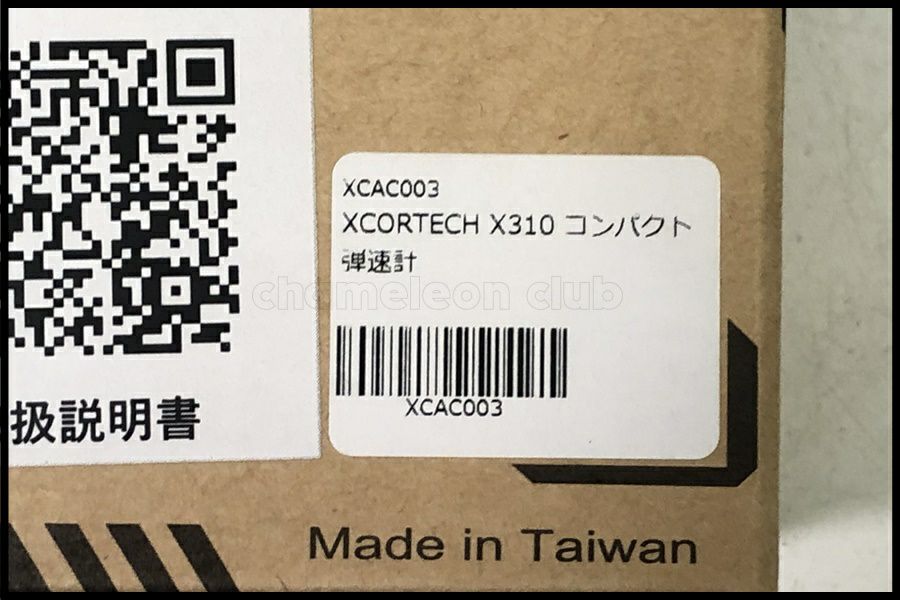 XCAC003
XCORTECH X310 コンパクト
弾速計
chameleon club
XCAC003
扱説明書
Made in Taiwan